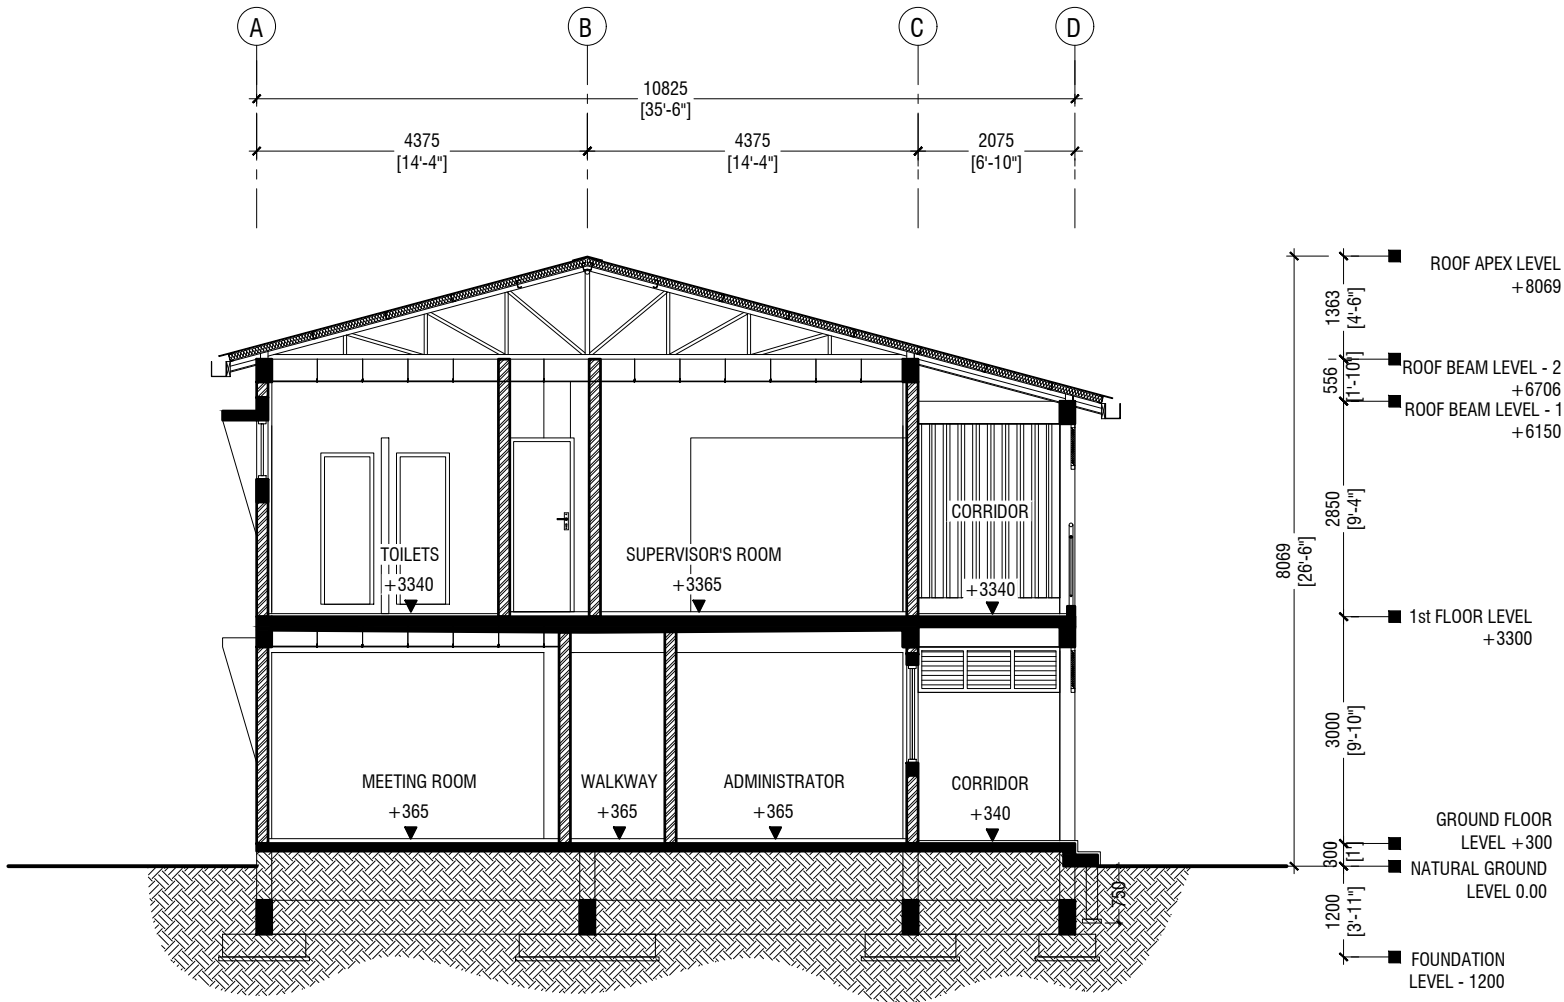 A
B
C
D
10825
[35'-6"]
4375
[14'-4"]
4375
[14'-4"]
2075
[6'-10"]
ROOF APEX LEVEL
+8069
1363
[4'-6"]
ROOF BEAM LEVEL - 2
+6706
556
[1'-10"]
ROOF BEAM LEVEL - 1
+6150
2850
[9'-4"]
8069
[26'-6"]
CORRIDOR
+3340
TOILETS
+3340
SUPERVISOR'S ROOM
+3365
1st FLOOR LEVEL
+3300
3000
[9'-10"]
MEETING ROOM
+365
WALKWAY
+365
ADMINISTRATOR
+365
CORRIDOR
+340
GROUND FLOOR
LEVEL +300
300
[1']
NATURAL GROUND
LEVEL 0.00
750
1200
[3'-11"]
FOUNDATION
LEVEL - 1200